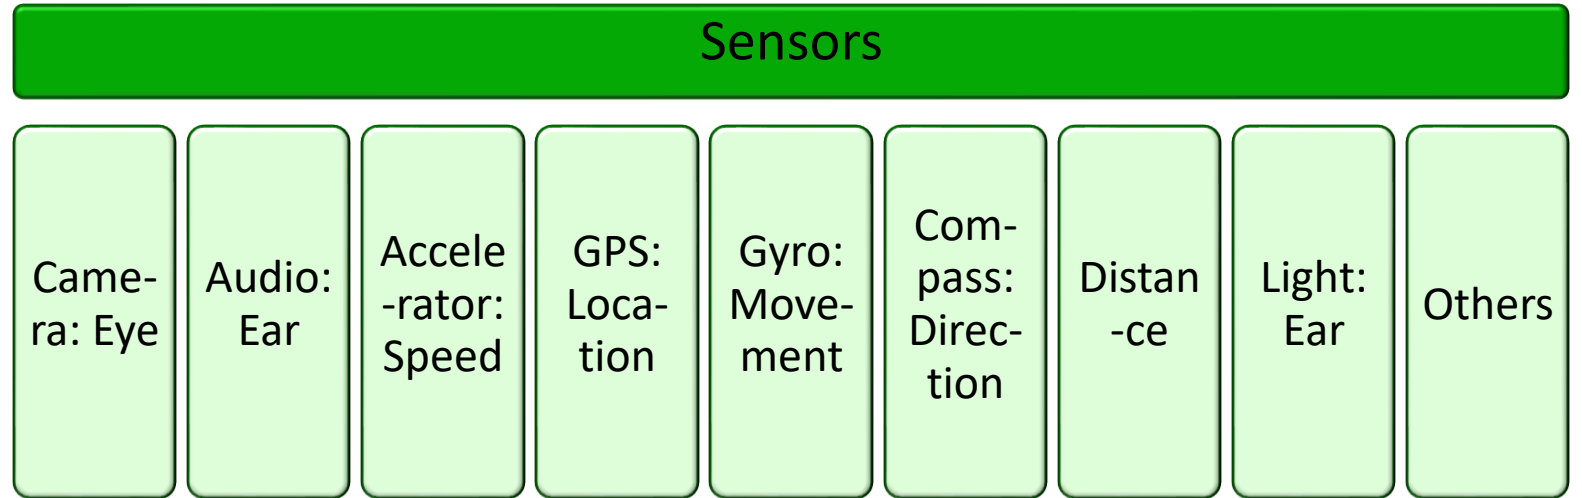 Sensors
Came-
ra: Eye
Audio:
Ear
Accele
-rator:
Speed
GPS:
Loca-
tion
Gyro:
Move-
ment
Com-
pass:
Direc-
tion
Distan
-ce
Light:
Ear
Others